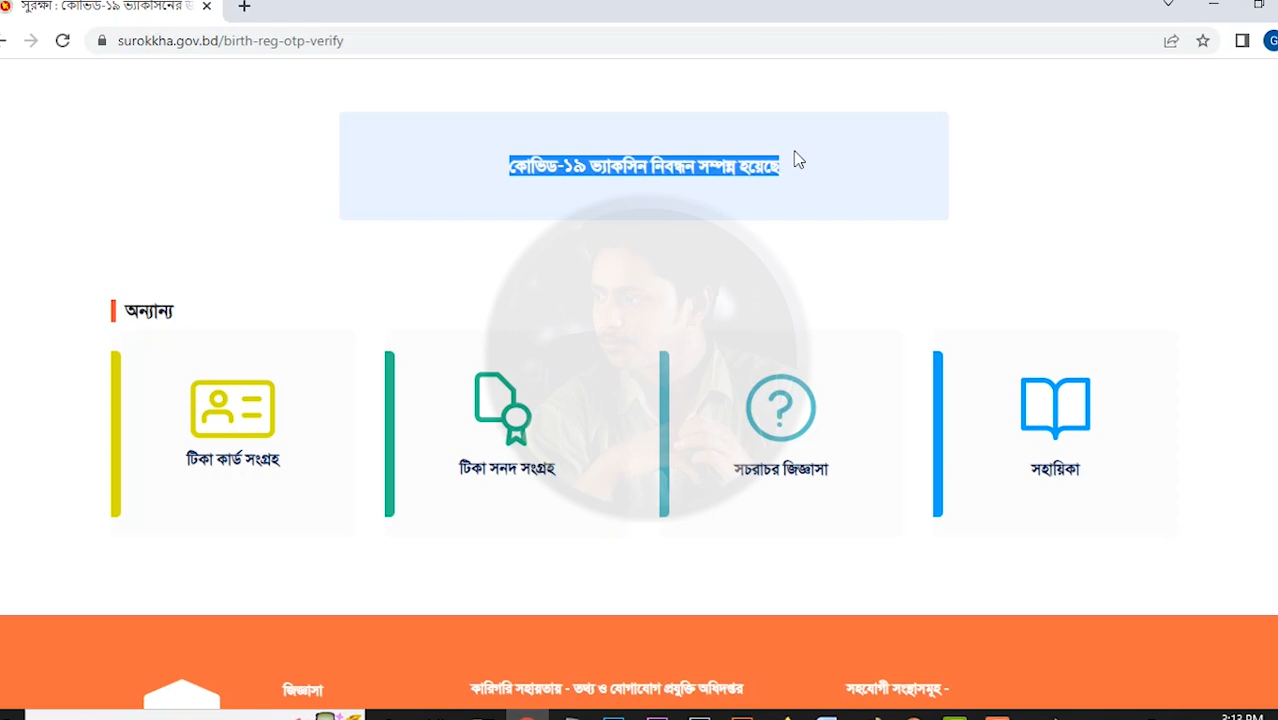 সুরক্ষা : কোভিড-১৯ ভ্যাকসিনের
surokkha.gov.bd/birth-reg-otp-verify
কোভিড-১৯ ভ্যাকসিন নিবন্ধন সম্পন্ন হয়েছে
অন্যান্য
টিকা কার্ড সংগ্রহ
টিকা সনদ সংগ্রহ
সচরাচর জিজ্ঞাসা
সহায়িকা
জিজ্ঞাসা
কারিগরি সহায়তায় - তথ্য ও যোগাযোগ প্রযুক্তি অধিদপ্তর
সহযোগী সংস্থাসমূহ -
3:13 PM